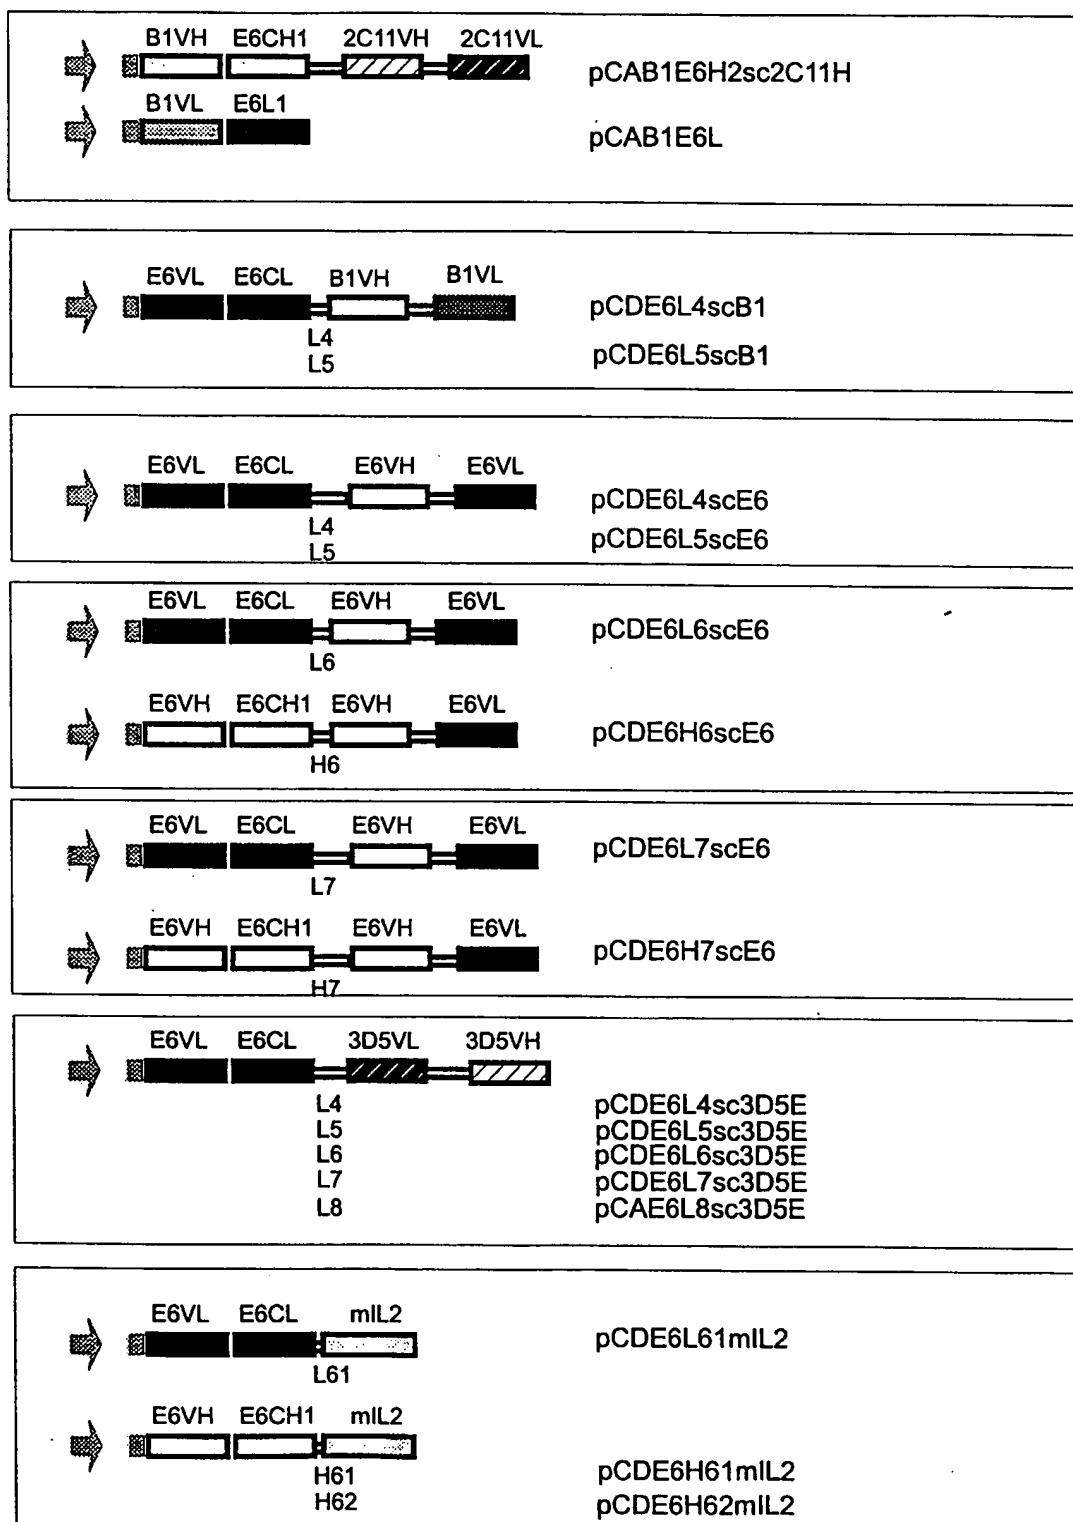 B1VH E6CH1 2C11VH 2C11VL
pCAB1E6H2sc2C11H
B1VL E6L1
pCAB1E6L
E6VL E6CL B1VH B1VL
pCDE6L4scB1
L4
L5
pCDE6L5scB1
E6VL E6CL E6VH E6VL
pCDE6L4scE6
L4
L5
pCDE6L5scE6
E6VL E6CL E6VH E6VL
pCDE6L6scE6
L6
E6VH E6CH1 E6VH E6VL
pCDE6H6scE6
H6
E6VL E6CL E6VH E6VL
pCDE6L7scE6
L7
E6VH E6CH1 E6VH E6VL
pCDE6H7scE6
H7
E6VL E6CL 3D5VL 3D5VH
L4 pCDE6L4sc3D5E
L5 pCDE6L5sc3D5E
L6 pCDE6L6sc3D5E
L7 pCDE6L7sc3D5E
L8 pCAE6L8sc3D5E
E6VL E6CL mIL2
pCDE6L61mIL2
L61
E6VH E6CH1 mIL2
H61 pCDE6H61mIL2
H62 pCDE6H62mIL2